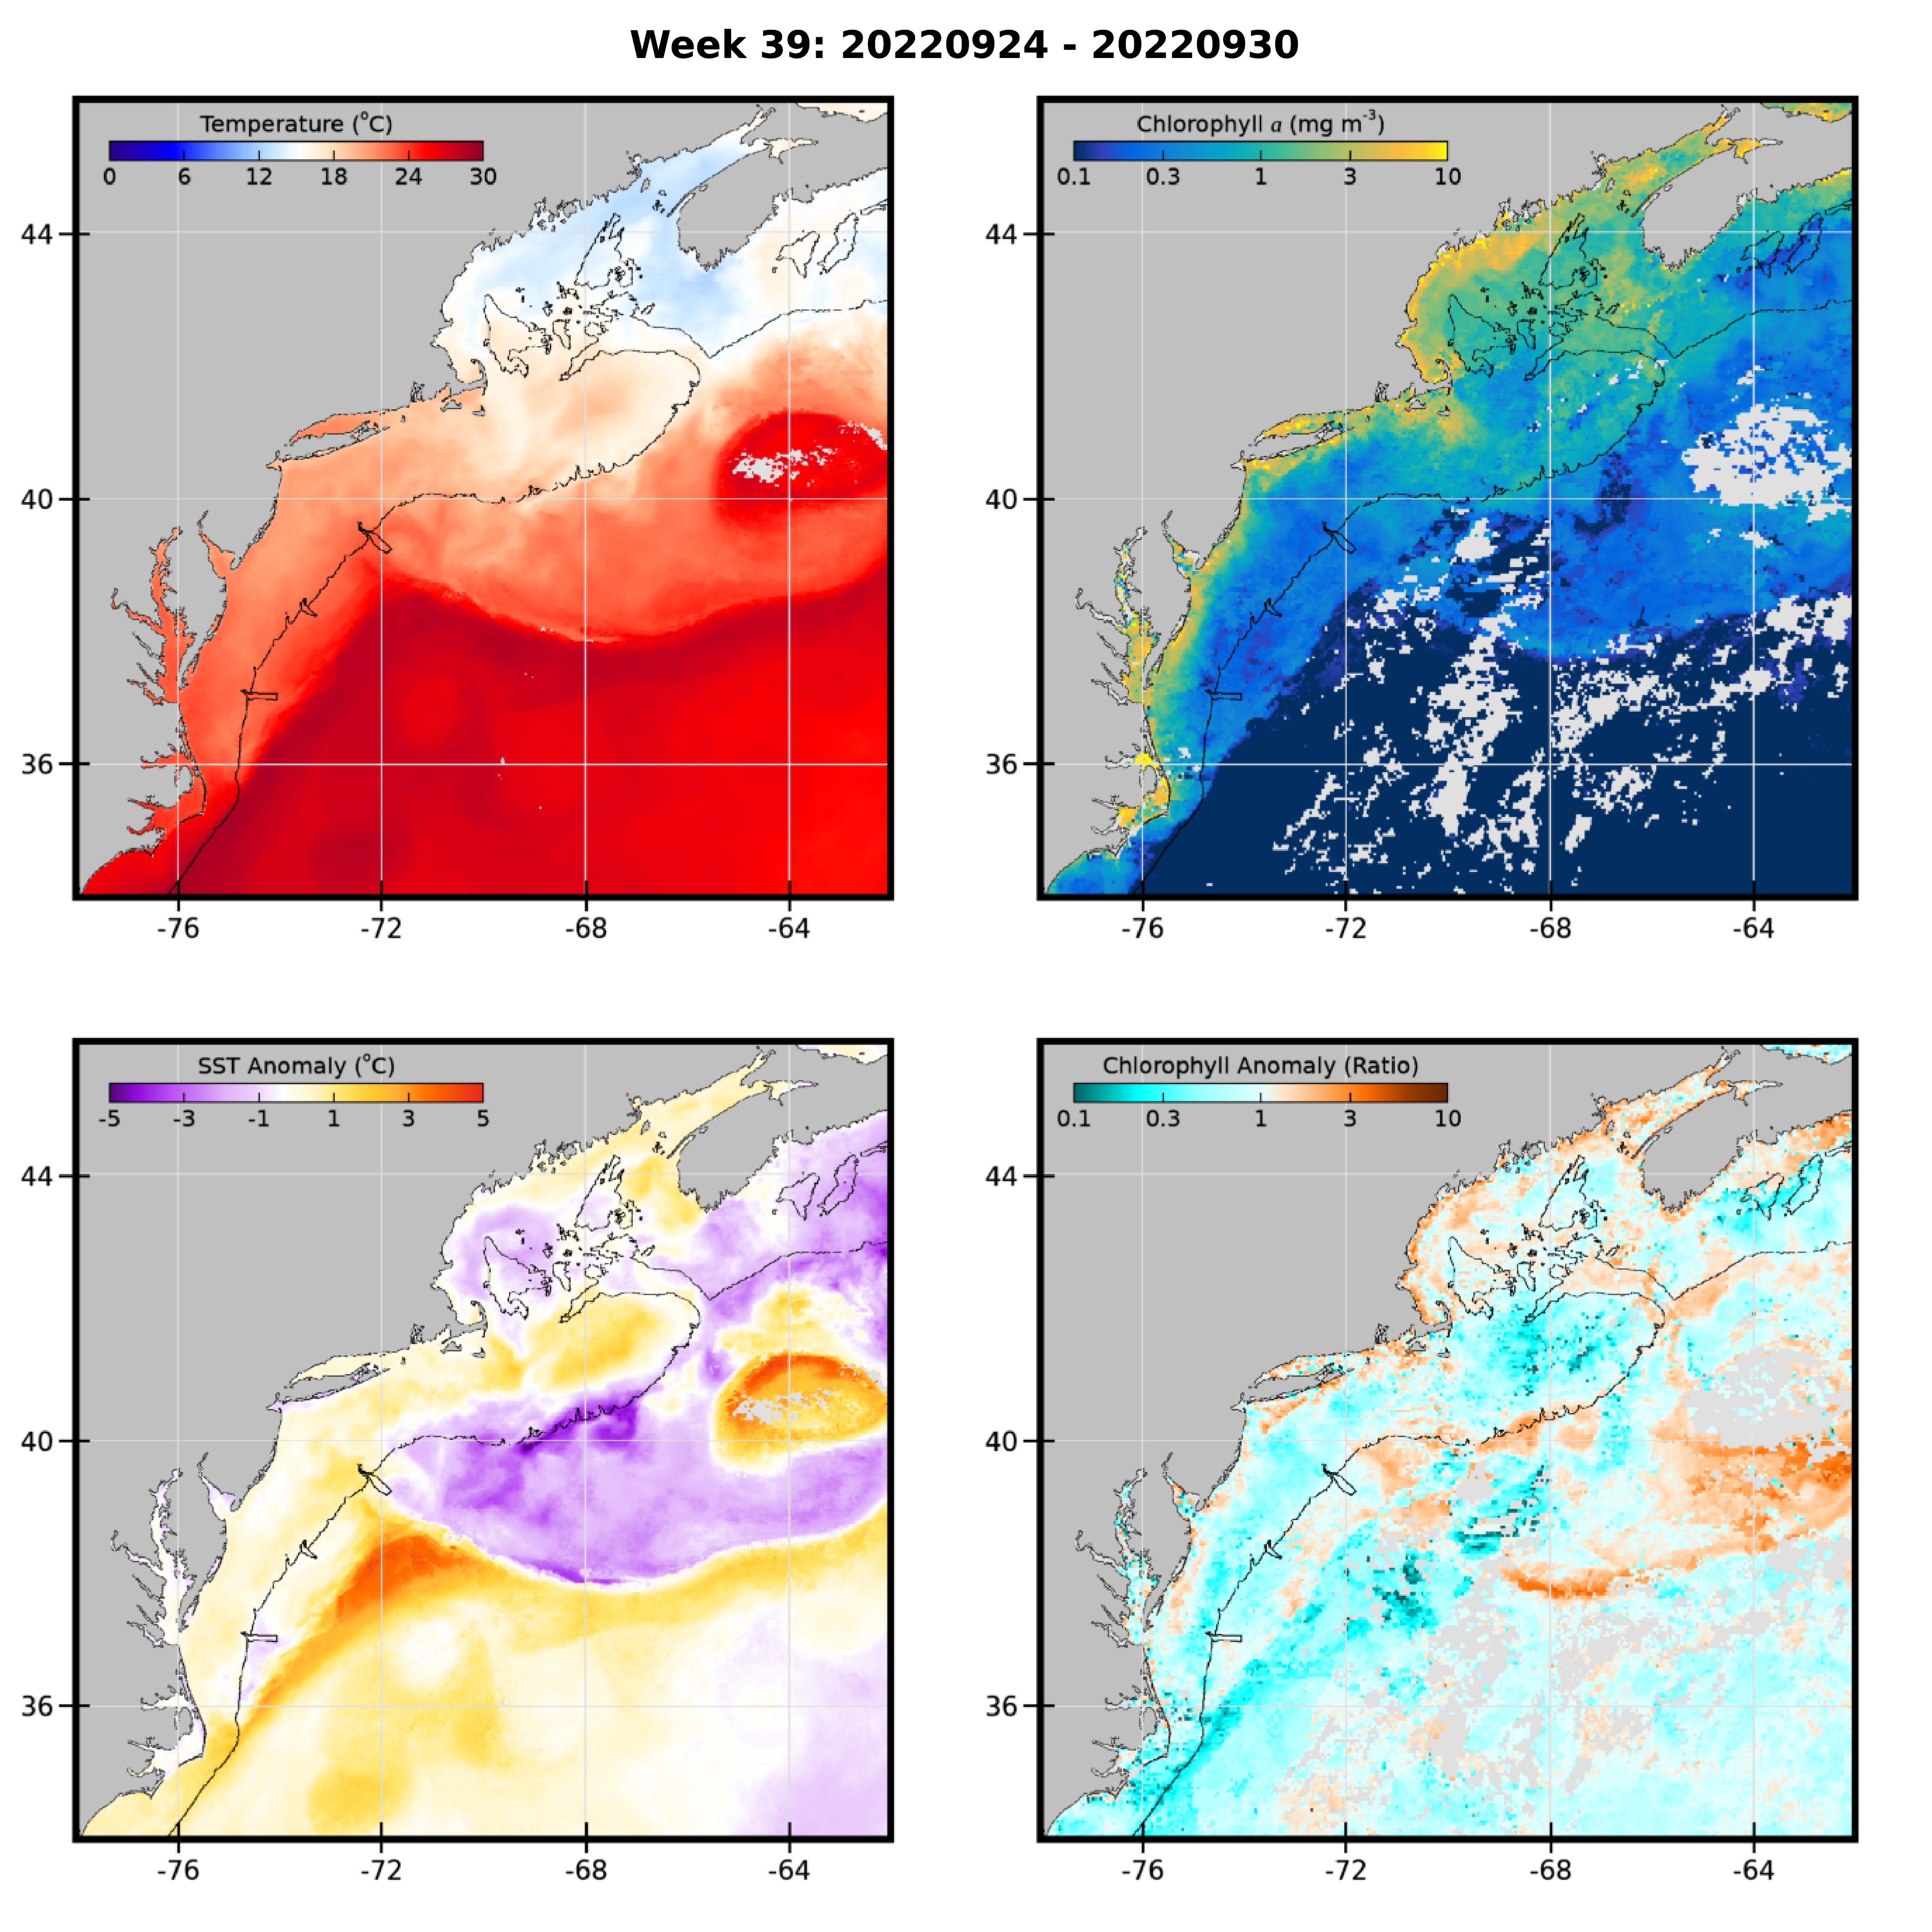 Week 39: 20220924 - 20220930
Temperature (°C)
0 6 12 18 24 30
44
40
36
-76 -72 -68 -64
Chlorophyll a (mg m⁻³)
0.1 0.3 1 3 10
44
40
36
-76 -72 -68 -64
SST Anomaly (°C)
-5 -3 -1 1 3 5
44
40
36
-76 -72 -68 -64
Chlorophyll Anomaly (Ratio)
0.1 0.3 1 3 10
44
40
36
-76 -72 -68 -64